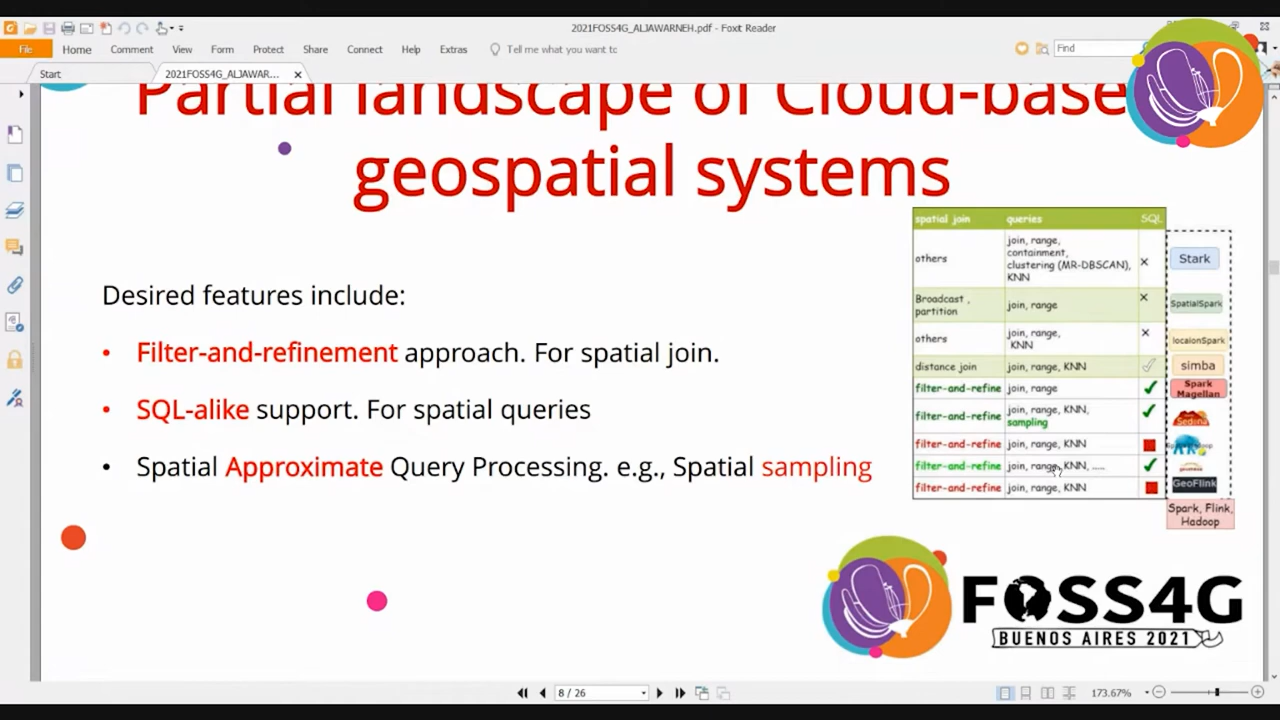 2021FOSS4G_ALJAWARNEH.pdf - Foxit Reader
File Home Comment View Form Protect Share Connect Help Extras Tell me what you want to Find
Start 2021FOSS4G_ALJAWAR...
Partial landscape of Cloud-base
geospatial systems
Desired features include:
• Filter-and-refinement approach. For spatial join.
• SQL-alike support. For spatial queries
• Spatial Approximate Query Processing. e.g., Spatial sampling
spatial join queries SQL
others join, range, containment, clustering (MR-DBSCAN), KNN × Stark
Broadcast , partition join, range × SpatialSpark
others join, range, KNN × locaionSpark
distance join join, range, KNN ✓ simba
filter-and-refine join, range ✓ Spark Magellan
filter-and-refine join, range, KNN, sampling ✓ Sedona
filter-and-refine join, range, KNN
filter-and-refine join, range, KNN, ..... ✓
filter-and-refine join, range, KNN GeoFlink
Spark, Flink,
Hadoop
FOSS4G
BUENOS AIRES 2021
8 / 26 173.67%